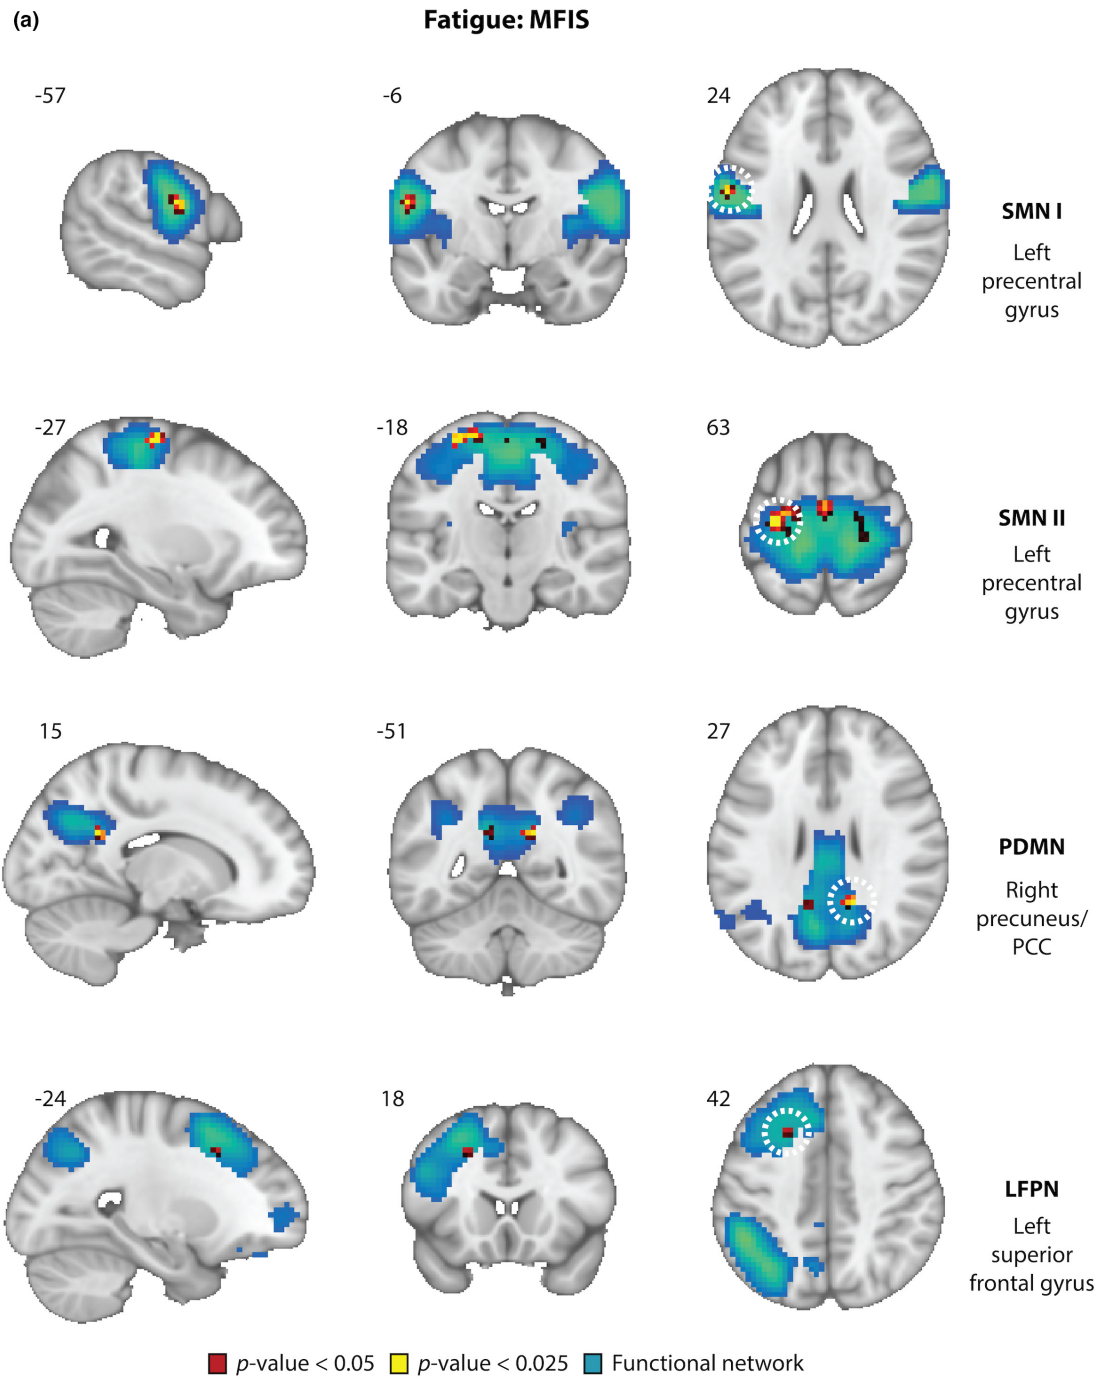 (a)
Fatigue: MFIS
-57
-6
24
SMN I
Left
precentral
gyrus
-27
-18
63
SMN II
Left
precentral
gyrus
15
-51
27
PDMN
Right
precuneus/
PCC
-24
18
42
LFPN
Left
superior
frontal gyrus
p-value < 0.05 p-value < 0.025 Functional network